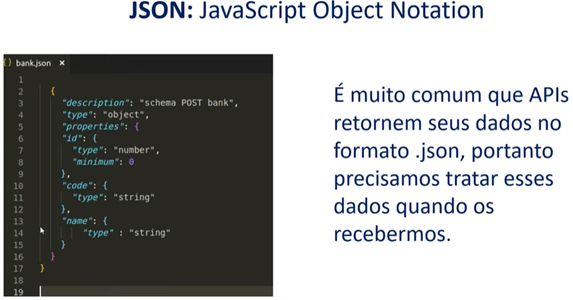 JSON: JavaScript Object Notation
{} bank.json ×
1
2 {
3 "description": "schema POST bank",
4 "type": "object",
5 "properties": {
6 "id": {
7 "type": "number",
8 "minimum": 0
9 },
10 "code": {
11 "type": "string"
12 },
13 "name": {
14 "type" : "string"
15 }
16 }
17 }
18
19
É muito comum que APIs
retornem seus dados no
formato .json, portanto
precisamos tratar esses
dados quando os
recebermos.